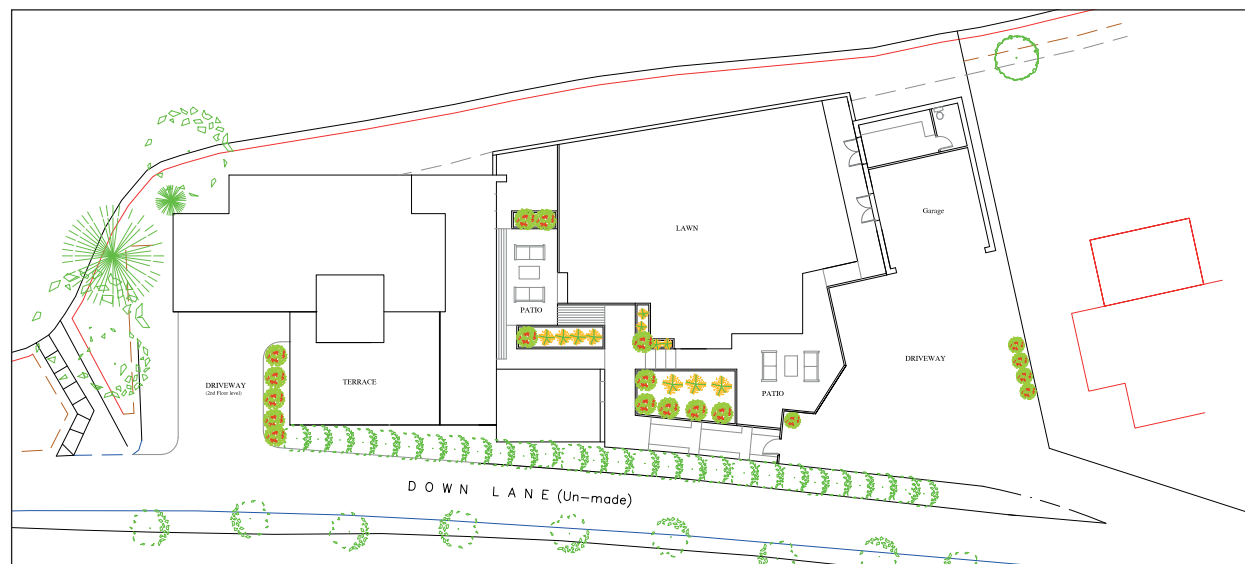 LAWN
Garage
PATIO
DRIVEWAY
DRIVEWAY
(2nd Floor level)
TERRACE
PATIO
DOWN LANE (Un-made)